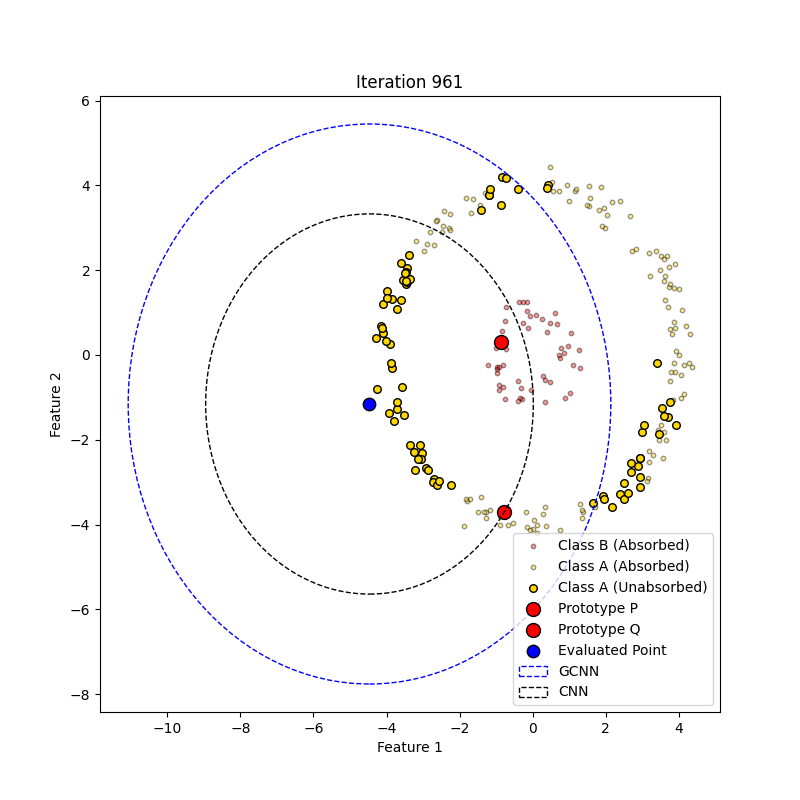 Iteration 961
6
4
2
0
−2
−4
−6
−8
Feature 2
−10
−8
−6
−4
−2
0
2
4
Feature 1
Class B (Absorbed)
Class A (Absorbed)
Class A (Unabsorbed)
Prototype P
Prototype Q
Evaluated Point
GCNN
CNN